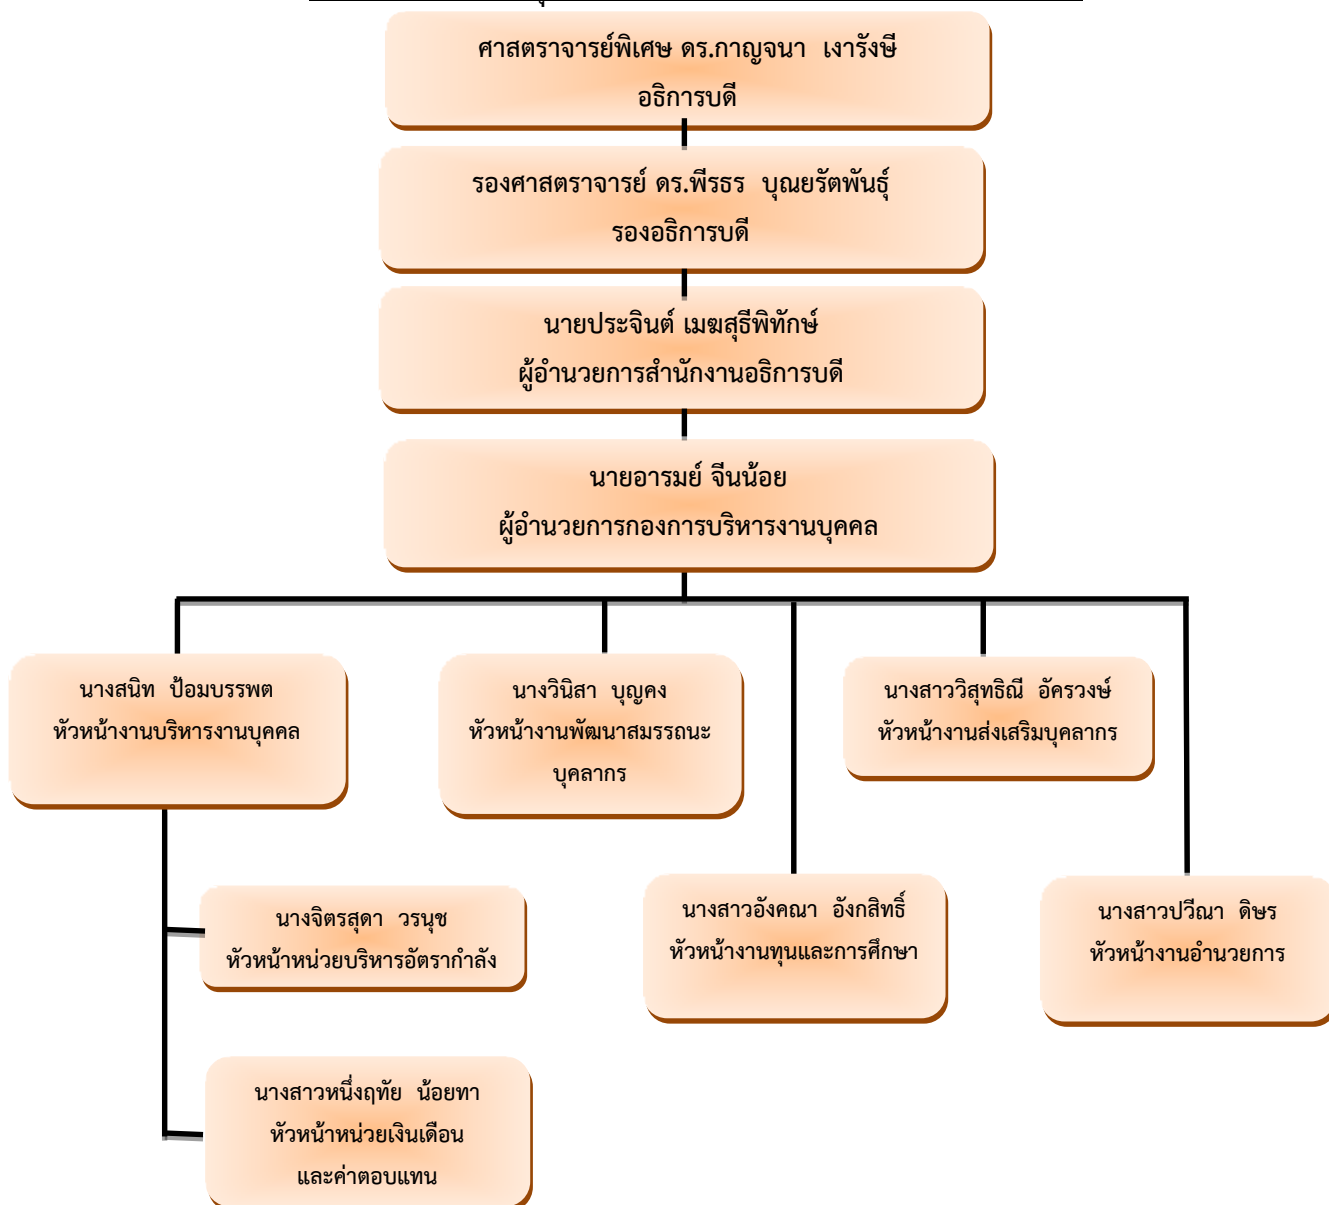 ศาสตราจารย์พิเศษ ดร.กาญจนา เงารังษี
อธิการบดี
รองศาสตราจารย์ ดร.พีรธร บุณยรัตพันธุ์
รองอธิการบดี
นายประจินต์ เมฆสุธีพิทักษ์
ผู้อำนวยการสำนักงานอธิการบดี
นายอารมย์ จีนน้อย
ผู้อำนวยการกองการบริหารงานบุคคล
นางสนิท ป้อมบรรพต
หัวหน้างานบริหารงานบุคคล
นางวินิสา บุญคง
หัวหน้างานพัฒนาสมรรถนะ
บุคลากร
นางสาววิสุทธิณี อัครวงษ์
หัวหน้างานส่งเสริมบุคลากร
นางจิตรสุดา วรนุช
หัวหน้าหน่วยบริหารอัตรากำลัง
นางสาวอังคณา อังกสิทธิ์
หัวหน้างานทุนและการศึกษา
นางสาวปวีณา ดิษร
หัวหน้างานอำนวยการ
นางสาวหนึ่งฤทัย น้อยทา
หัวหน้าหน่วยเงินเดือน
และค่าตอบแทน